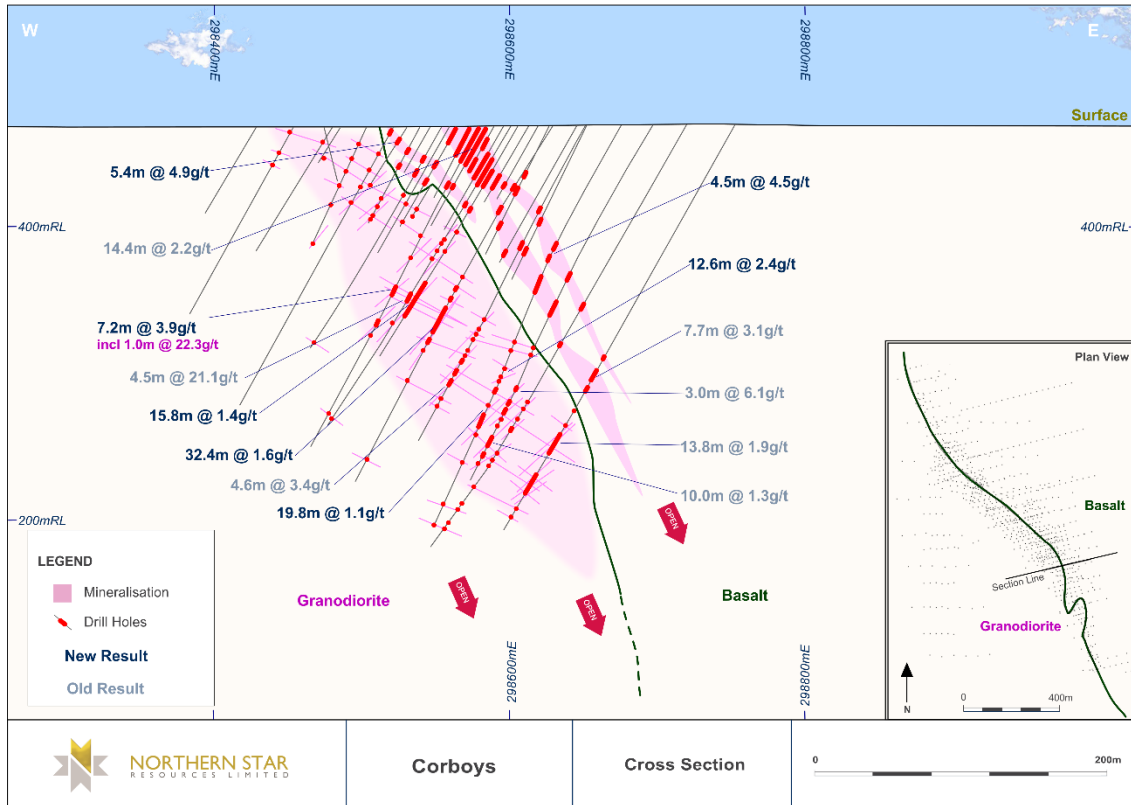 W
298400mE
298600mE
298800mE
E
Surface
5.4m @ 4.9g/t
4.5m @ 4.5g/t
400mRL
400mRL
14.4m @ 2.2g/t
12.6m @ 2.4g/t
7.2m @ 3.9g/t
incl 1.0m @ 22.3g/t
7.7m @ 3.1g/t
4.5m @ 21.1g/t
3.0m @ 6.1g/t
15.8m @ 1.4g/t
32.4m @ 1.6g/t
13.8m @ 1.9g/t
4.6m @ 3.4g/t
10.0m @ 1.3g/t
19.8m @ 1.1g/t
200mRL
OPEN
OPEN
OPEN
Granodiorite
Basalt
298600mE
298800mE
LEGEND
Mineralisation
Drill Holes
New Result
Old Result
Plan View
Basalt
Section Line
Granodiorite
N
0
400m
NORTHERN STAR
RESOURCES LIMITED
Corboys
Cross Section
0
200m